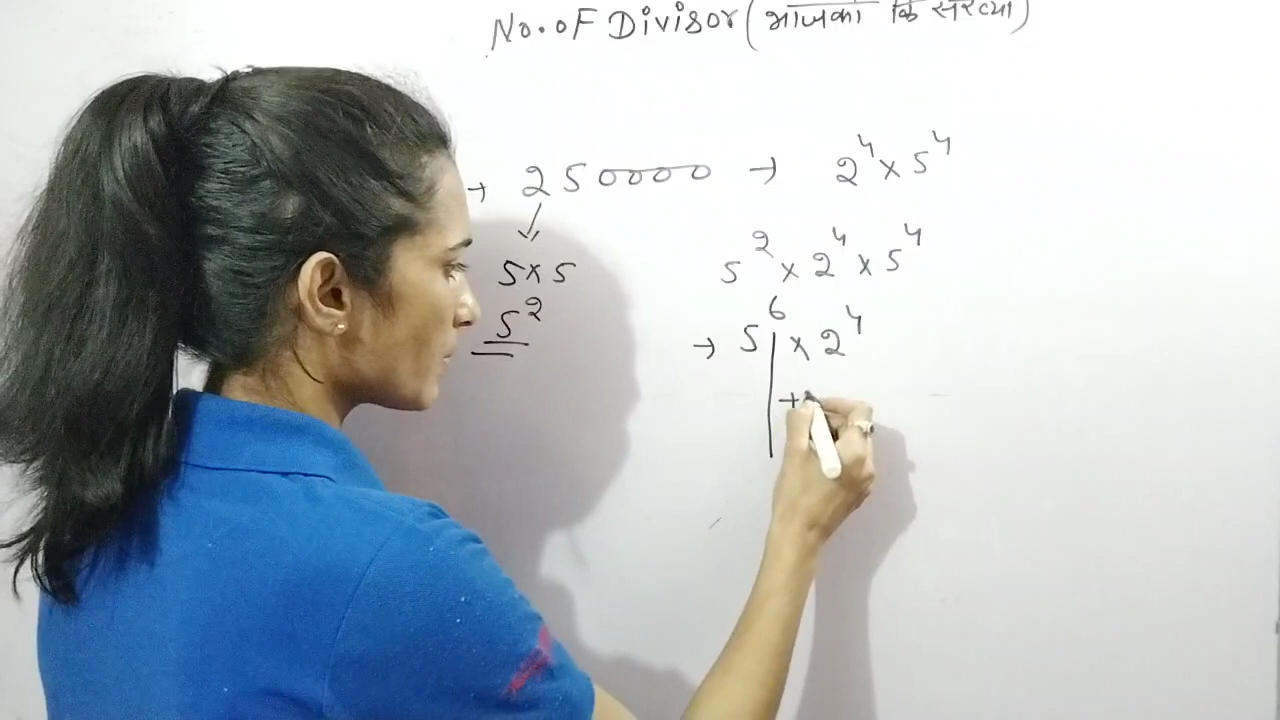 No. of Divisor (भाजको कि संख्या)
→ 250000 → 2⁴ × 5⁴
↓
5 × 5
5²
5² × 2⁴ × 5⁴
→ 5⁶ × 2⁴
+